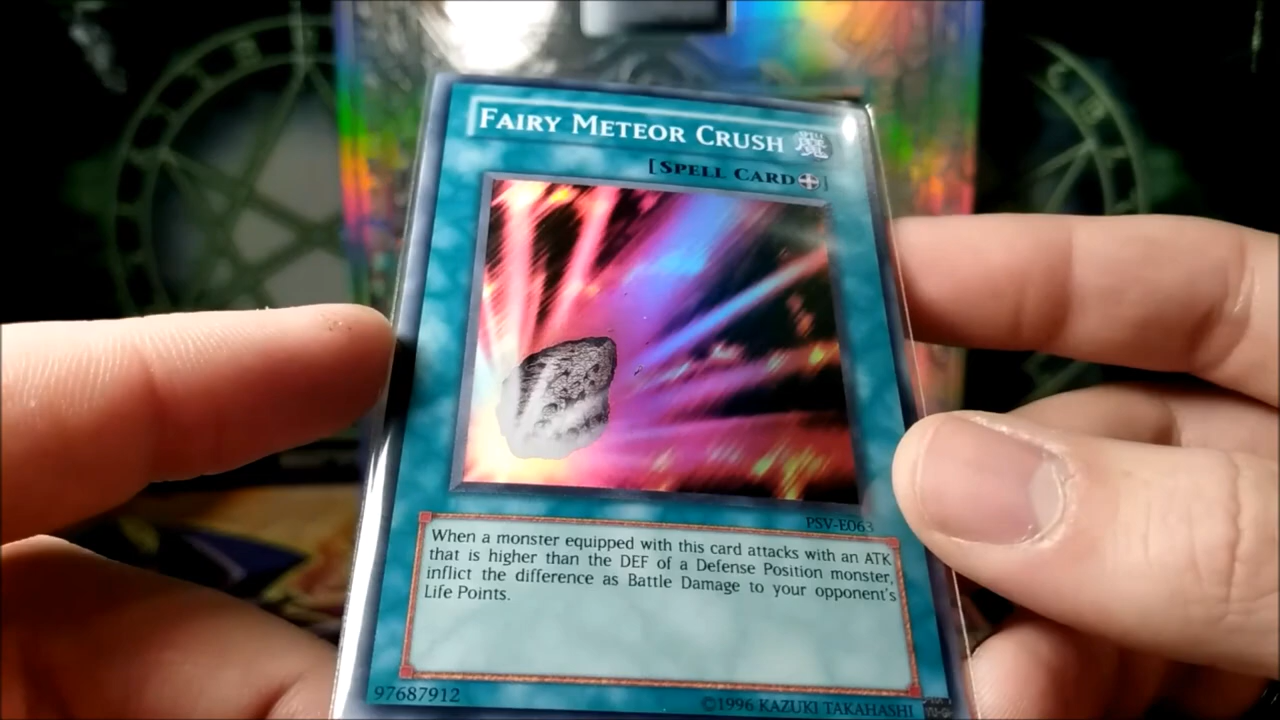 FAIRY METEOR CRUSH
[SPELL CARD]
PSV-E063
When a monster equipped with this card attacks with an ATK
that is higher than the DEF of a Defense Position monster,
inflict the difference as Battle Damage to your opponent's
Life Points.
97687912
©1996 KAZUKI TAKAHASHI